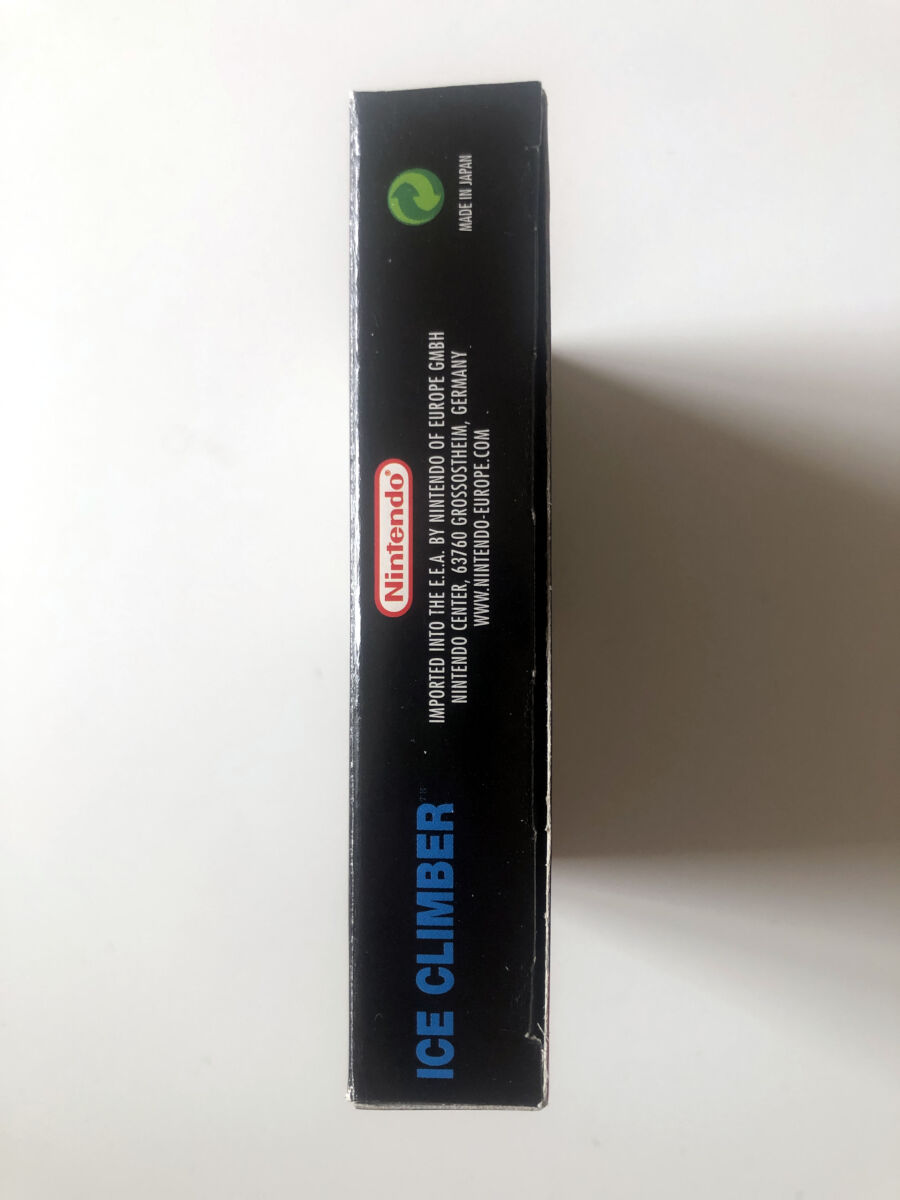 ICE CLIMBER™
Nintendo®
IMPORTED INTO THE E.E.A. BY NINTENDO OF EUROPE GMBH
NINTENDO CENTER, 63760 GROSSOSTHEIM, GERMANY
WWW.NINTENDO-EUROPE.COM
MADE IN JAPAN